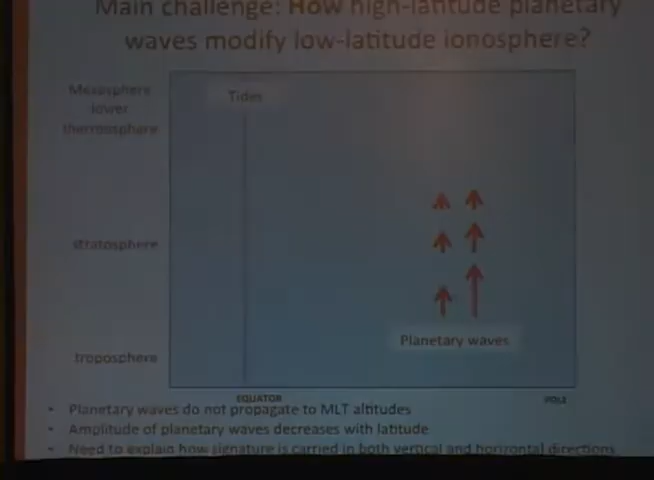 Main challenge: How high-latitude planetary
waves modify low-latitude ionosphere?
Mesosphere
lower
thermosphere
Tides
stratosphere
Planetary waves
troposphere
EQUATOR
POLE
• Planetary waves do not propagate to MLT altitudes
• Amplitude of planetary waves decreases with latitude
• Need to explain how signature is carried in both vertical and horizontal directions